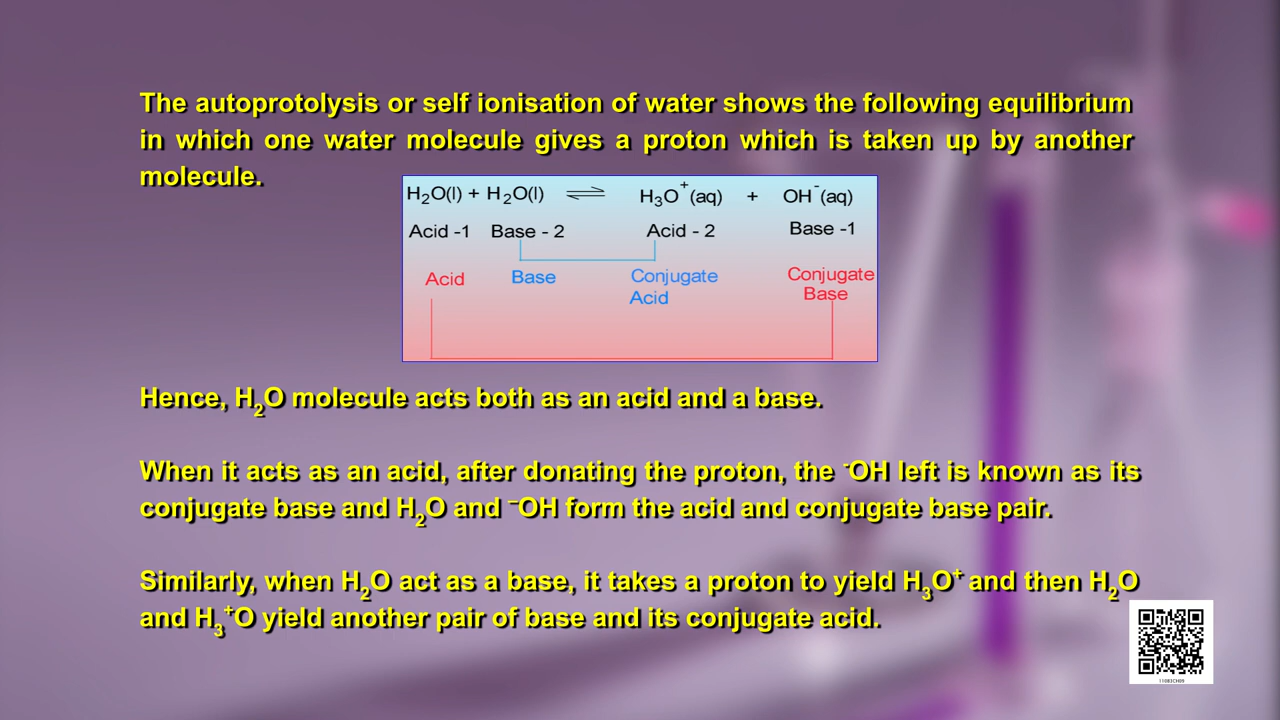 The autoprotolysis or self ionisation of water shows the following equilibrium
in which one water molecule gives a proton which is taken up by another
molecule.
H₂O(l) + H₂O(l) ⇌ H₃O⁺(aq) + OH⁻(aq)
Acid -1 Base - 2 Acid - 2 Base -1
Acid Base Conjugate Acid Conjugate Base
Hence, H₂O molecule acts both as an acid and a base.
When it acts as an acid, after donating the proton, the ⁻OH left is known as its
conjugate base and H₂O and ⁻OH form the acid and conjugate base pair.
Similarly, when H₂O act as a base, it takes a proton to yield H₃O⁺ and then H₂O
and H₃⁺O yield another pair of base and its conjugate acid.
11082CH09